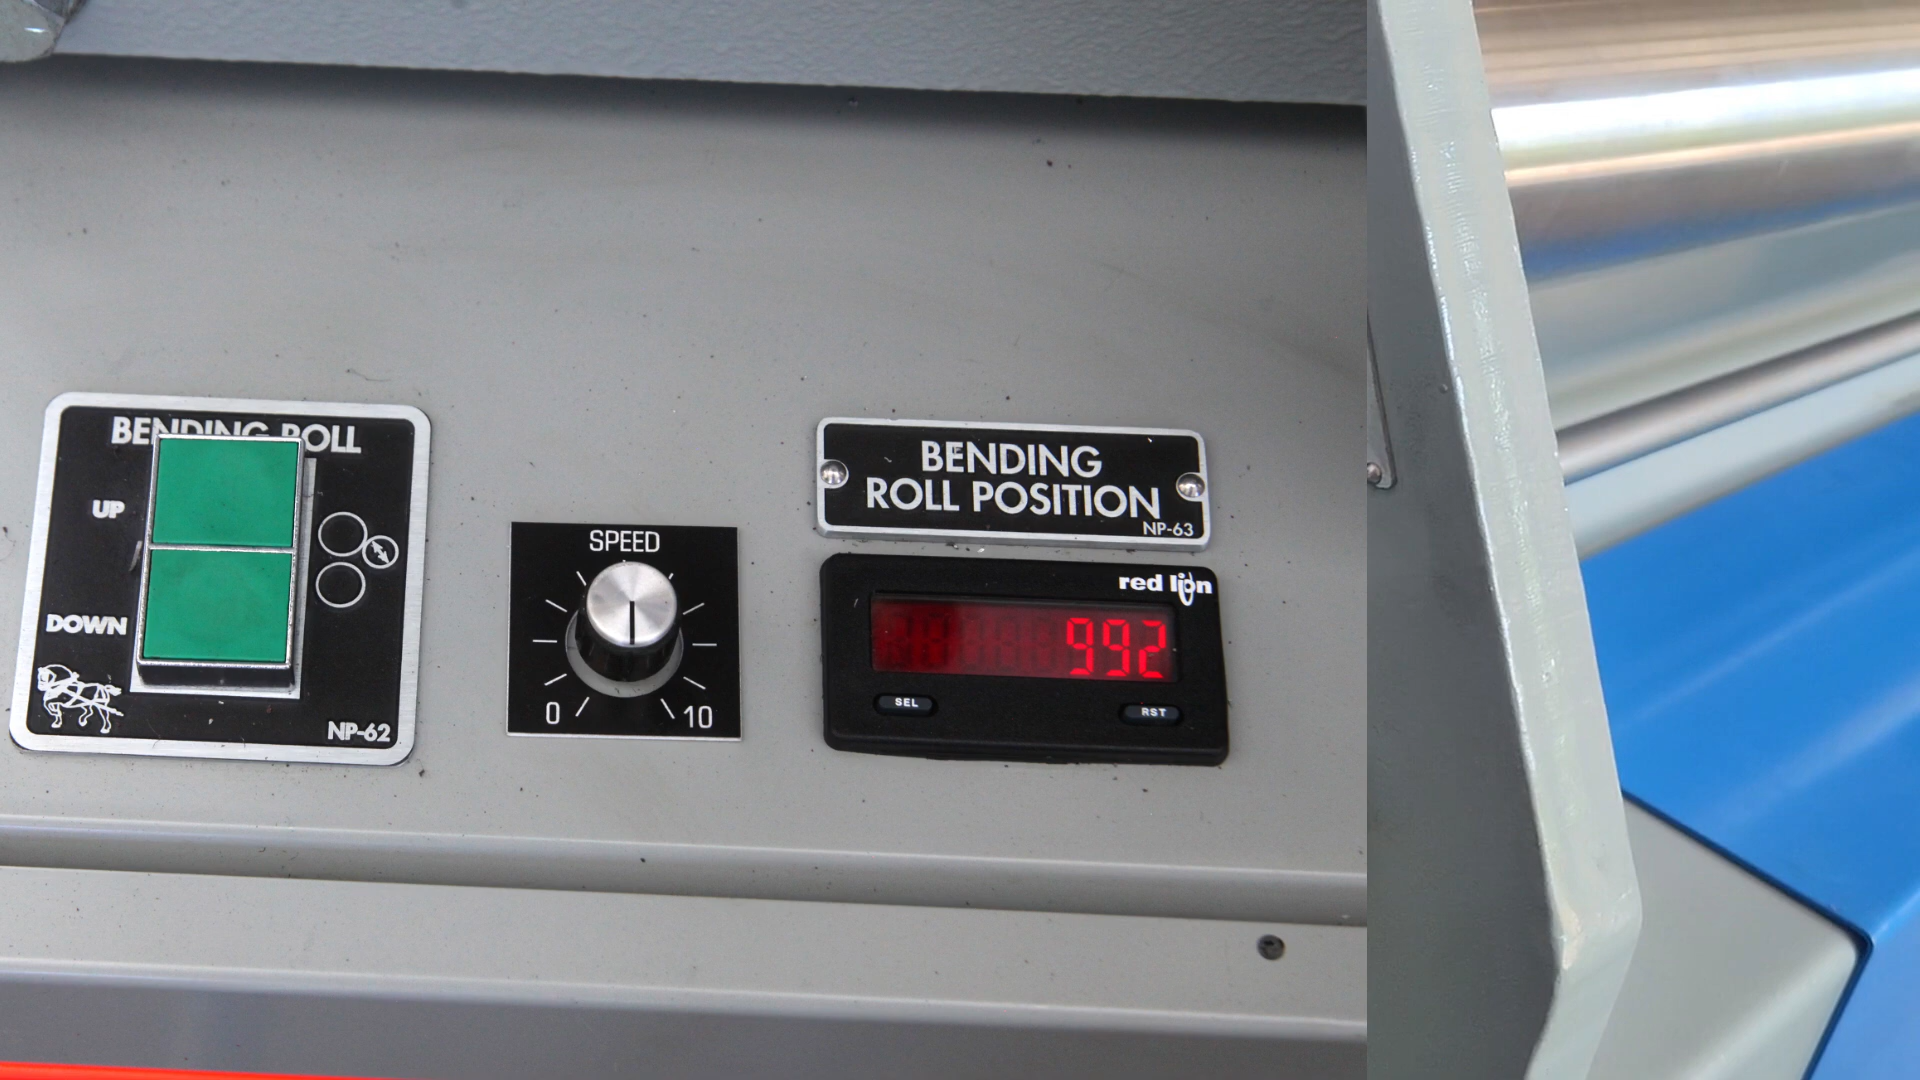 BENDING ROLL
UP
DOWN
NP-62
SPEED
0
10
BENDING
ROLL POSITION
NP-63
red lion
992
SEL
RST